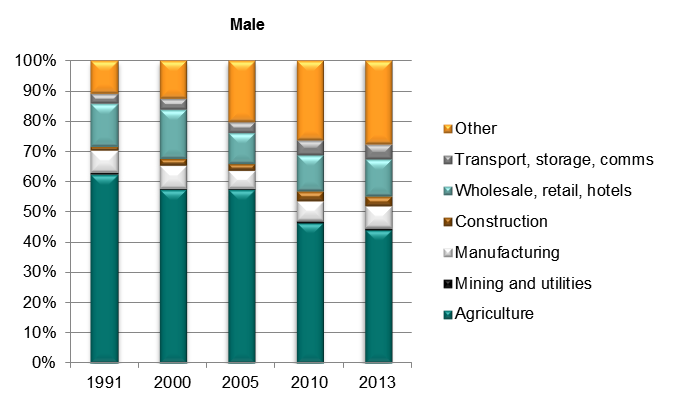 Male
100%
90%
80%
70%
60%
50%
40%
30%
20%
10%
0%
1991 2000 2005 2010 2013
Other
Transport, storage, comms
Wholesale, retail, hotels
Construction
Manufacturing
Mining and utilities
Agriculture